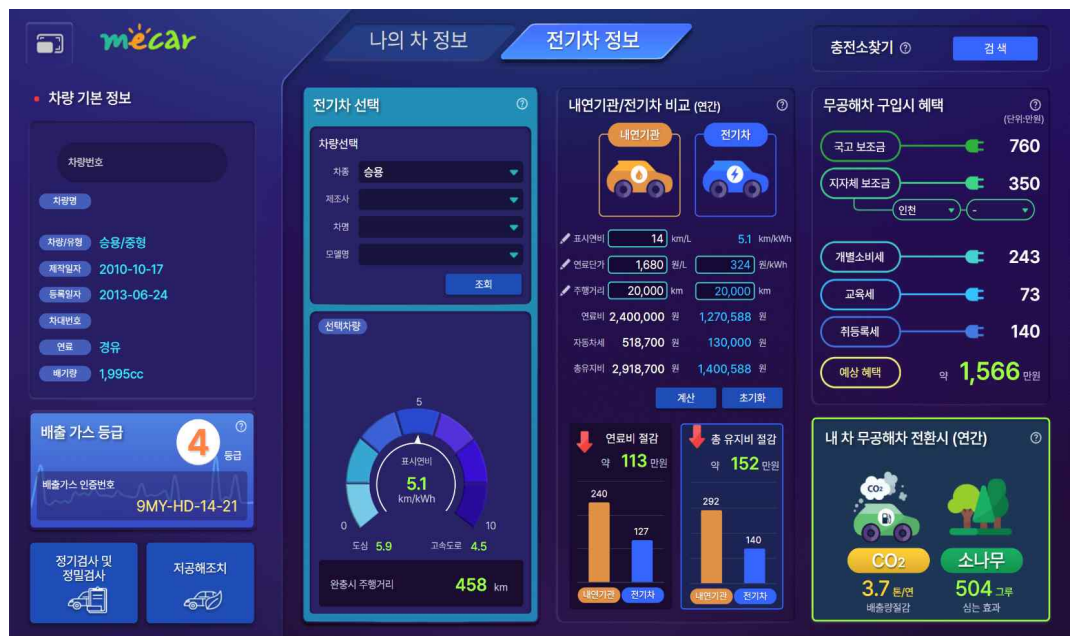 mecar
나의 차 정보
전기차 정보
충전소찾기 ?
검색
차량 기본 정보
차량번호
차량명
차량/유형 승용/중형
제작일자 2010-10-17
등록일자 2013-06-24
차대번호
연료 경유
배기량 1,995cc
배출 가스 등급 ?
4 등급
배출가스 인증번호
9MY-HD-14-21
정기검사 및
정밀검사
저공해조치
전기차 선택 ?
차량선택
차종 승용
제조사
차명
모델명
조회
선택차량
5
표시연비
5.1
km/kWh
0 10
도심 5.9 고속도로 4.5
완충시 주행거리 458 km
내연기관/전기차 비교 (연간) ?
내연기관 전기차
표시연비 14 km/L 5.1 km/kWh
연료단가 1,680 원/L 324 원/kWh
주행거리 20,000 km 20,000 km
연료비 2,400,000 원 1,270,588 원
자동차세 518,700 원 130,000 원
총유지비 2,918,700 원 1,400,588 원
계산 초기화
연료비 절감
약 113 만원
240
127
내연기관 전기차
총 유지비 절감
약 152 만원
292
140
내연기관 전기차
무공해차 구입시 혜택 ?
(단위:만원)
국고 보조금 760
지자체 보조금 350
인천 -
개별소비세 243
교육세 73
취등록세 140
예상 혜택 약 1,566 만원
내 차 무공해차 전환시 (연간) ?
CO2
CO2 소나무
3.7 톤/연 504 그루
배출량절감 심는 효과